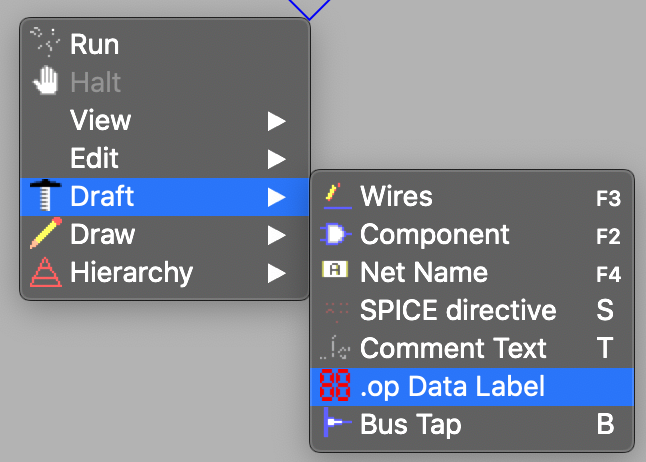 Run
Halt
View
Edit
Draft
Draw
Hierarchy
Wires F3
Component F2
A Net Name F4
SPICE directive S
Comment Text T
88 .op Data Label
Bus Tap B